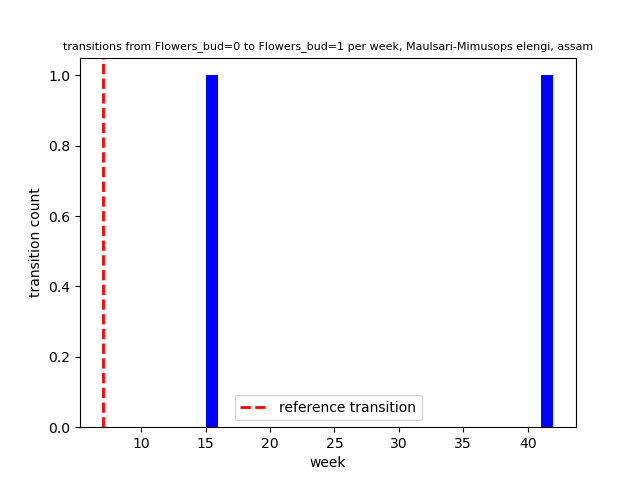 transitions from Flowers_bud=0 to Flowers_bud=1 per week, Maulsari-Mimusops elengi, assam
1.0
0.8
0.6
0.4
0.2
0.0
transition count
reference transition
10 15 20 25 30 35 40
week